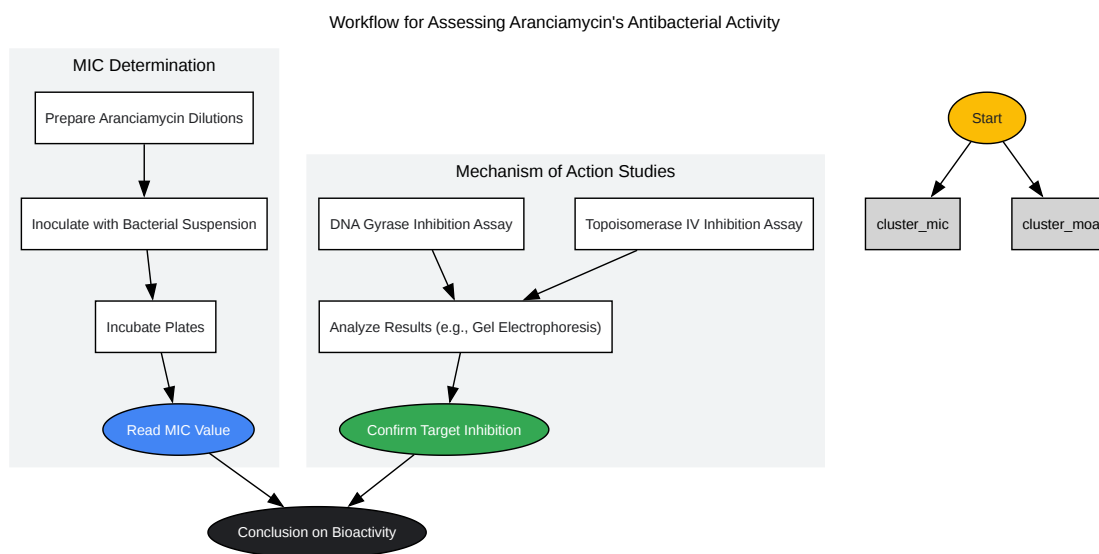 Workflow for Assessing Aranciamycin's Antibacterial Activity
MIC Determination
Prepare Aranciamycin Dilutions
Inoculate with Bacterial Suspension
Incubate Plates
Read MIC Value
Mechanism of Action Studies
DNA Gyrase Inhibition Assay
Topoisomerase IV Inhibition Assay
Analyze Results (e.g., Gel Electrophoresis)
Confirm Target Inhibition
Conclusion on Bioactivity
Start
cluster_mic
cluster_moa